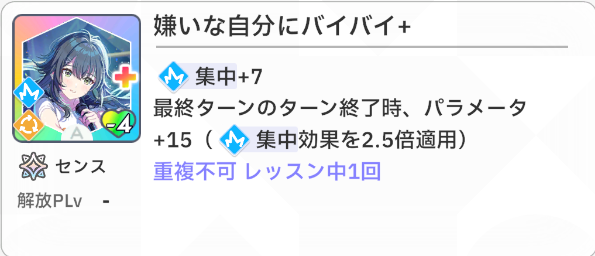 嫌いな自分にバイバイ+
集中+7
最終ターンのターン終了時、パラメータ
+15（集中効果を2.5倍適用）
重複不可 レッスン中1回
A
-4
センス
解放PLv -